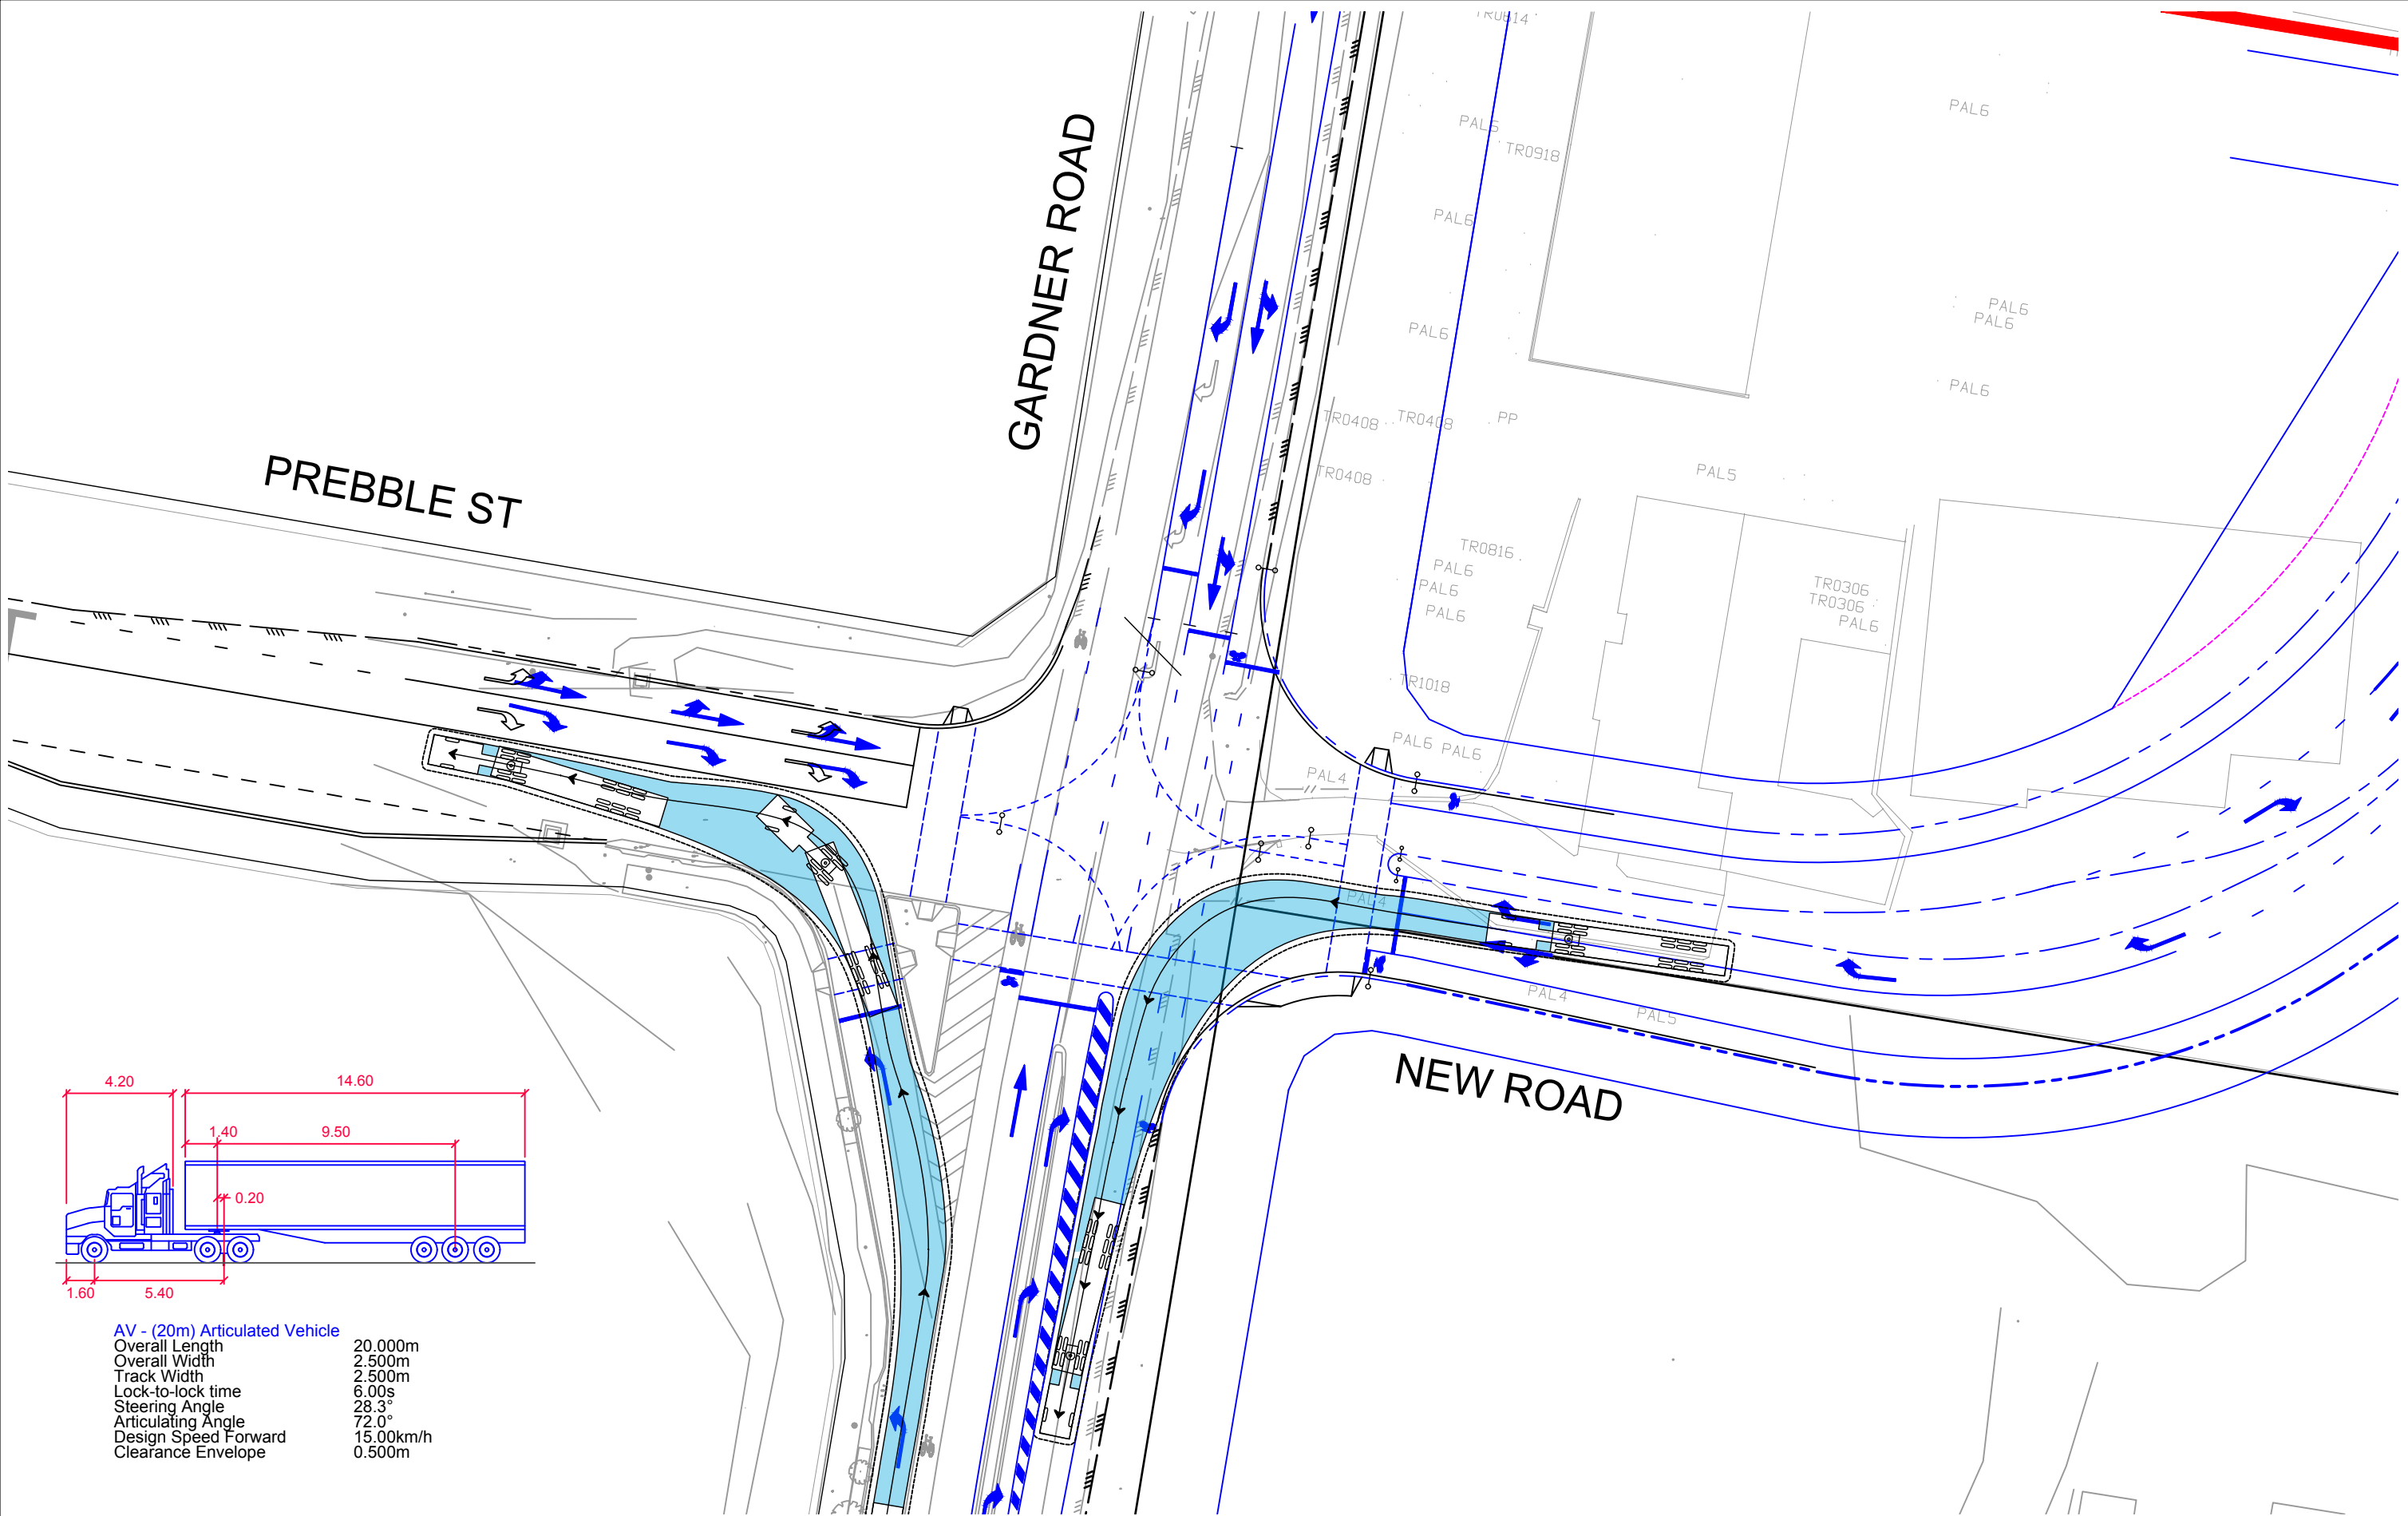 TR0814
PAL6
PAL6
TR0918
GARDNER ROAD
PAL6
PAL6
PAL6
PAL6
PAL6
TR0408
TR0408
PP
PREBBLE ST
TR0408
PAL5
TR0816
PAL6
PAL6
PAL6
TR0306
TR0306
PAL6
TR1018
PAL6
PAL6
PAL4
PAL4
PAL4
PAL5
NEW ROAD
4.20
14.60
1.40
9.50
0.20
1.60
5.40
AV - (20m) Articulated Vehicle
Overall Length 20.000m
Overall Width 2.500m
Track Width 2.500m
Lock-to-lock time 6.00s
Steering Angle 28.3°
Articulating Angle 72.0°
Design Speed Forward 15.00km/h
Clearance Envelope 0.500m